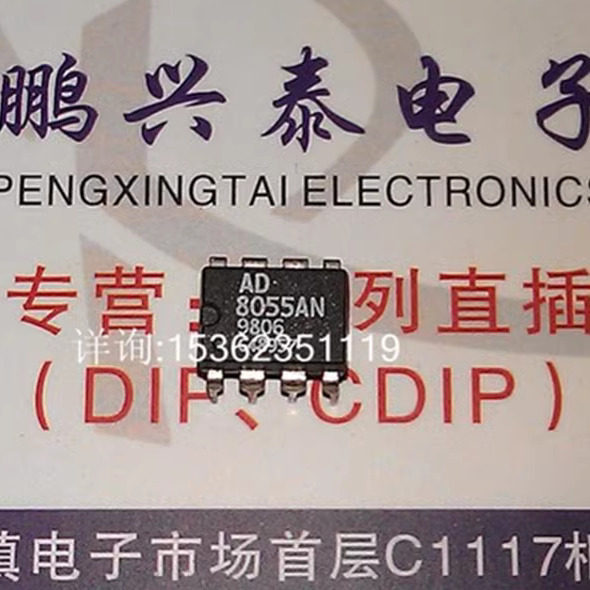 鹏兴泰电子
PENGXINGTAI ELECTRONICS
专营: 列直插
AD
8055AN
9806
详询:15362351119
(DIP、CDIP)
镇电子市场首层C1117柜